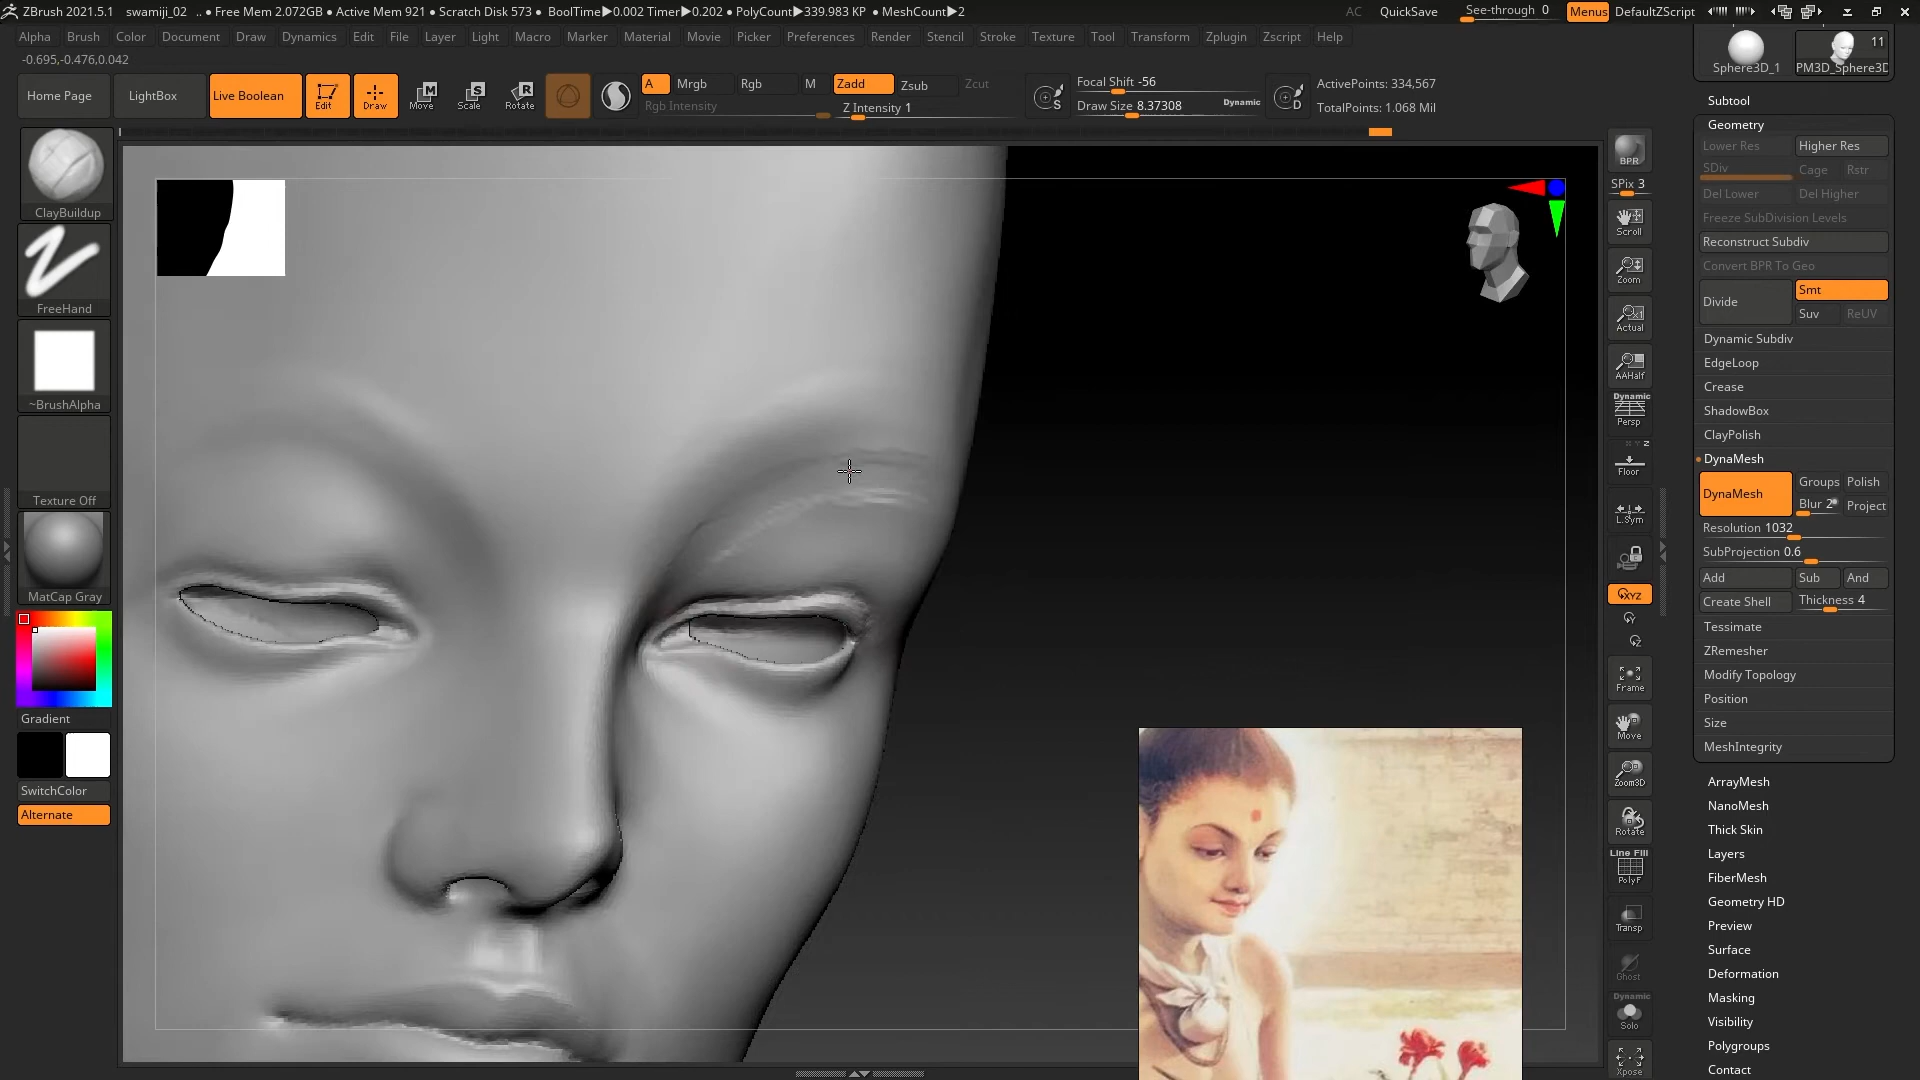 ZBrush 2021.5.1 swamiji_02 .. • Free Mem 2.072GB • Active Mem 921 • Scratch Disk 573 • BoolTime▶0.002 Timer▶0.202 • PolyCount▶339.983 KP • MeshCount▶2 AC QuickSave See-through 0 Menus DefaultZScript
Alpha Brush Color Document Draw Dynamics Edit File Layer Light Macro Marker Material Movie Picker Preferences Render Stencil Stroke Texture Tool Transform Zplugin Zscript Help
-0.695,-0.476,0.042
Home Page LightBox Live Boolean Edit Draw Move Scale Rotate
A Mrgb Rgb M Zadd Zsub Zcut
Rgb Intensity Z Intensity 1
Focal Shift -56
Draw Size 8.37308 Dynamic
ActivePoints: 334,567
TotalPoints: 1.068 Mil
S D
ClayBuildup
FreeHand
~BrushAlpha
Texture Off
MatCap Gray
Gradient
SwitchColor
Alternate
BPR
SPix 3
Scroll
Zoom
Actual
AAHalf
Dynamic
Persp
Floor
L.Sym
XYZ
Frame
Move
Zoom3D
Rotate
Line Fill
PolyF
Transp
Ghost
Dynamic
Solo
Xpose
11
Sphere3D_1 PM3D_Sphere3D
Subtool
Geometry
Lower Res Higher Res
SDiv Cage Rstr
Del Lower Del Higher
Freeze SubDivision Levels
Reconstruct Subdiv
Convert BPR To Geo
Divide Smt
Suv ReUV
Dynamic Subdiv
EdgeLoop
Crease
ShadowBox
ClayPolish
DynaMesh
DynaMesh Groups Polish
Blur 2 Project
Resolution 1032
SubProjection 0.6
Add Sub And
Create Shell Thickness 4
Tessimate
ZRemesher
Modify Topology
Position
Size
MeshIntegrity
ArrayMesh
NanoMesh
Thick Skin
Layers
FiberMesh
Geometry HD
Preview
Surface
Deformation
Masking
Visibility
Polygroups
Contact